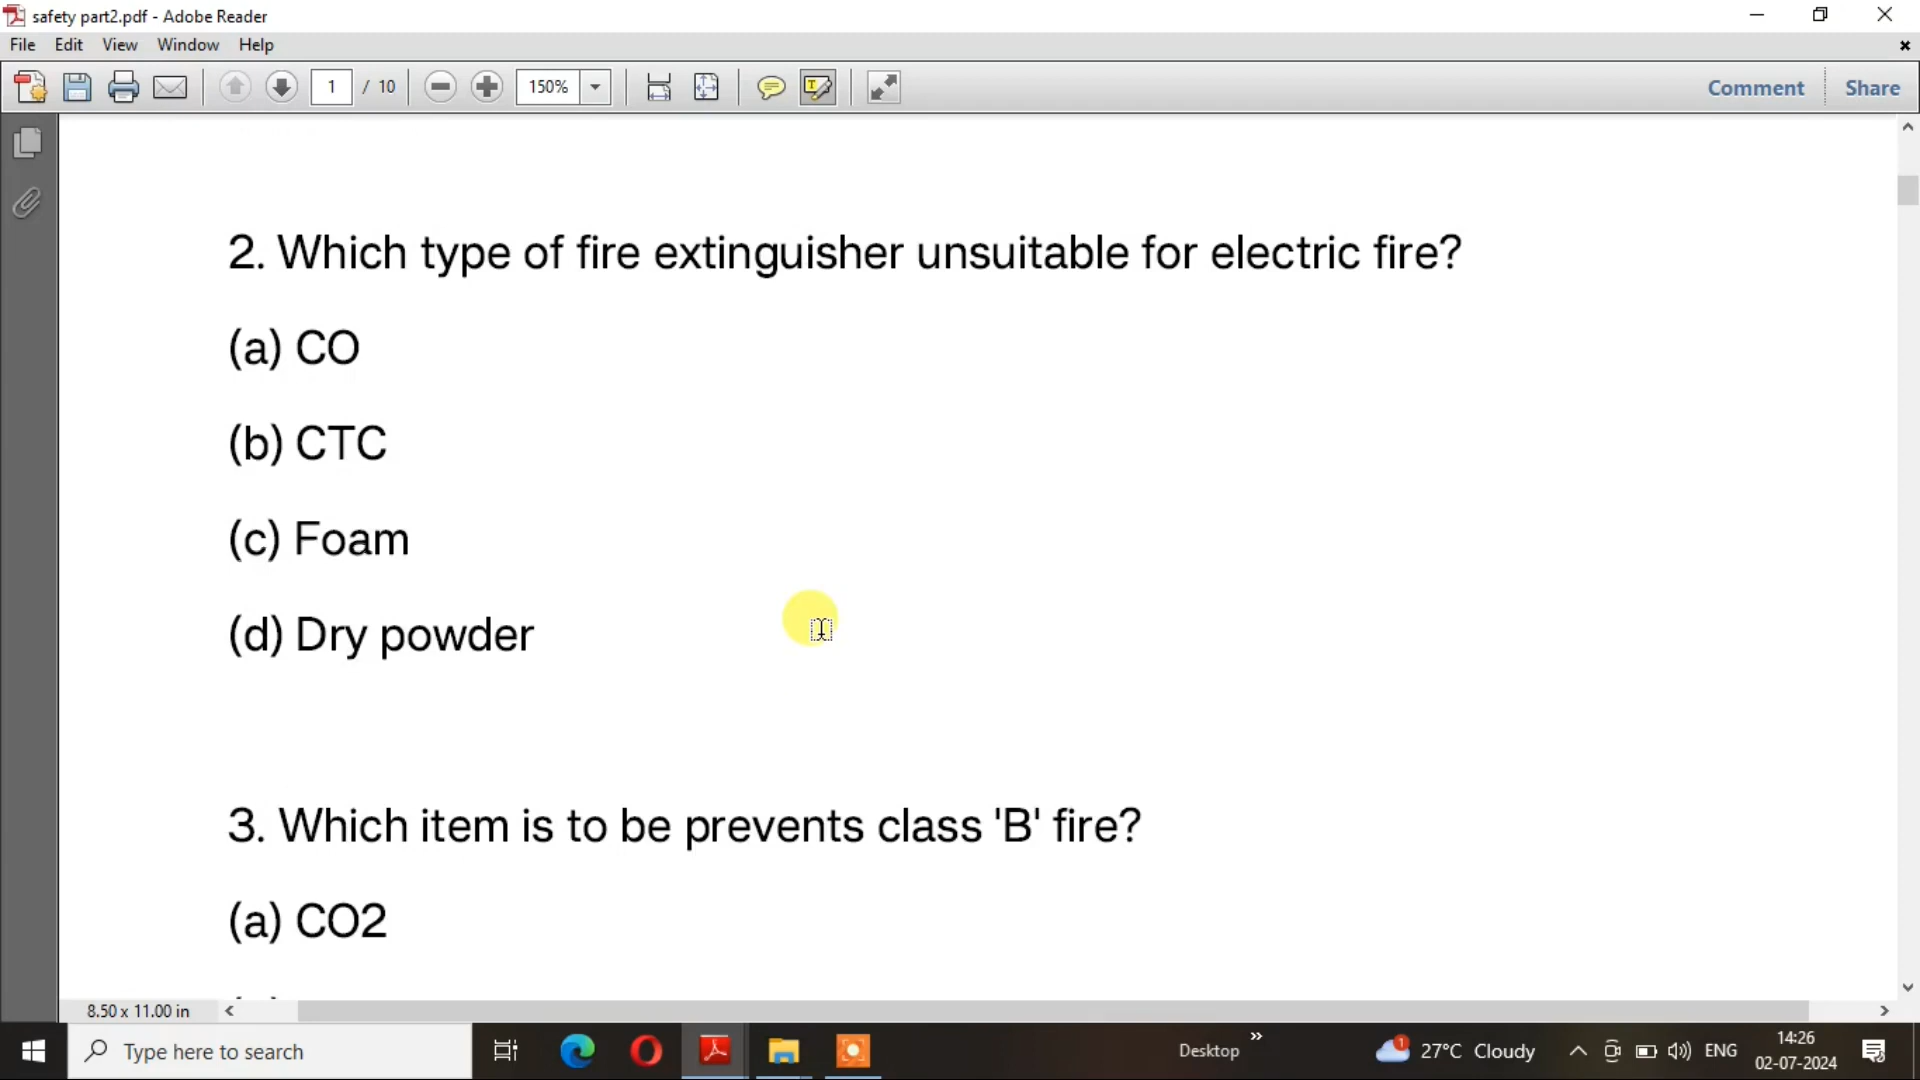 safety part2.pdf - Adobe Reader
File Edit View Window Help
1 / 10 150% Comment Share
2. Which type of fire extinguisher unsuitable for electric fire?
(a) CO
(b) CTC
(c) Foam
(d) Dry powder
3. Which item is to be prevents class 'B' fire?
(a) CO2
8.50 x 11.00 in
Type here to search Desktop 27°C Cloudy ENG 14:26
02-07-2024